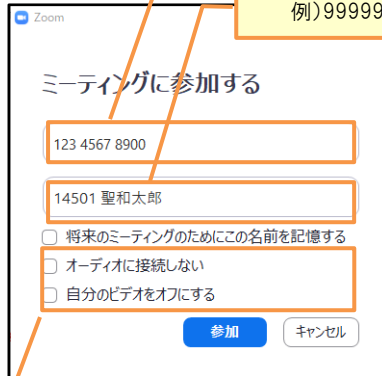 例)99999
Zoom
ミーティングに参加する
123 4567 8900
14501 聖和太郎
将来のミーティングのためにこの名前を記憶する
オーディオに接続しない
自分のビデオをオフにする
参加 キャンセル